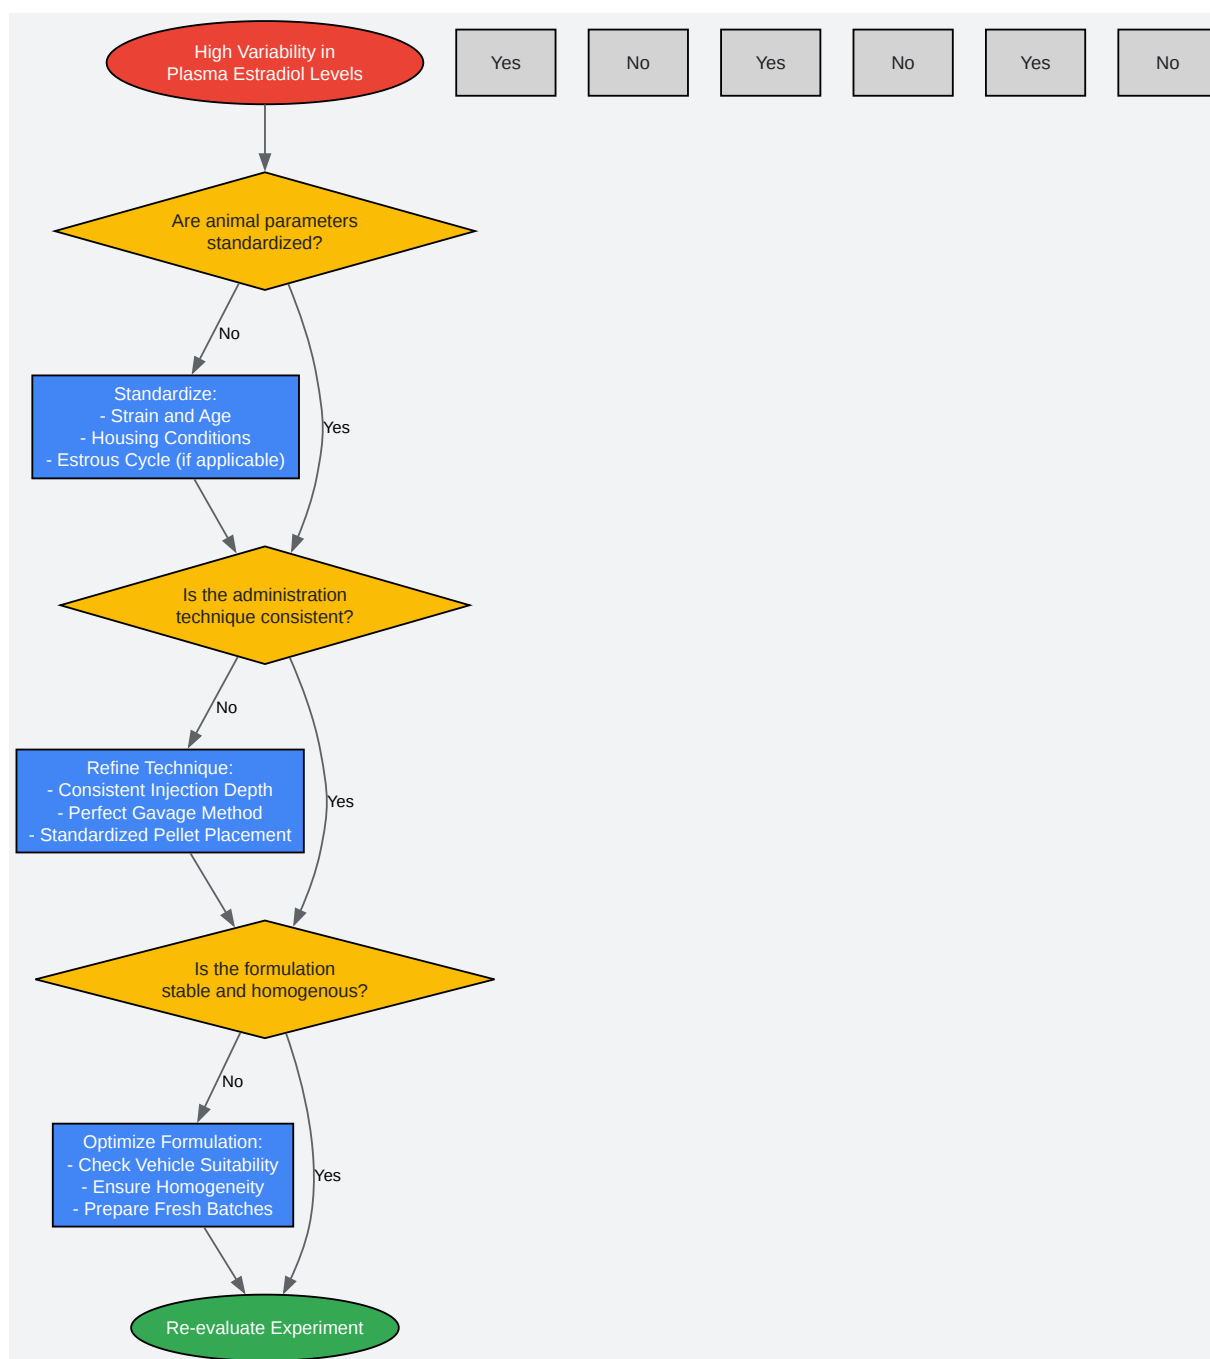 High Variability in
Plasma Estradiol Levels
Yes
No
Yes
No
Yes
No
Are animal parameters
standardized?
No
Standardize:
- Strain and Age
- Housing Conditions
- Estrous Cycle (if applicable)
Yes
Is the administration
technique consistent?
No
Refine Technique:
- Consistent Injection Depth
- Perfect Gavage Method
- Standardized Pellet Placement
Yes
Is the formulation
stable and homogenous?
No
Optimize Formulation:
- Check Vehicle Suitability
- Ensure Homogeneity
- Prepare Fresh Batches
Yes
Re-evaluate Experiment